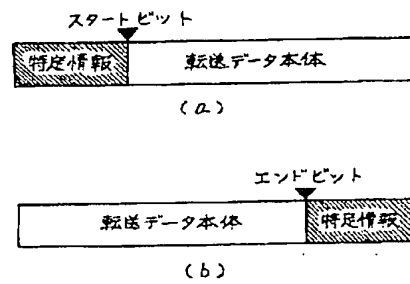 スタートビット
特定情報 転送データ本体
(a)
エンドビット
転送データ本体 特定情報
(b)